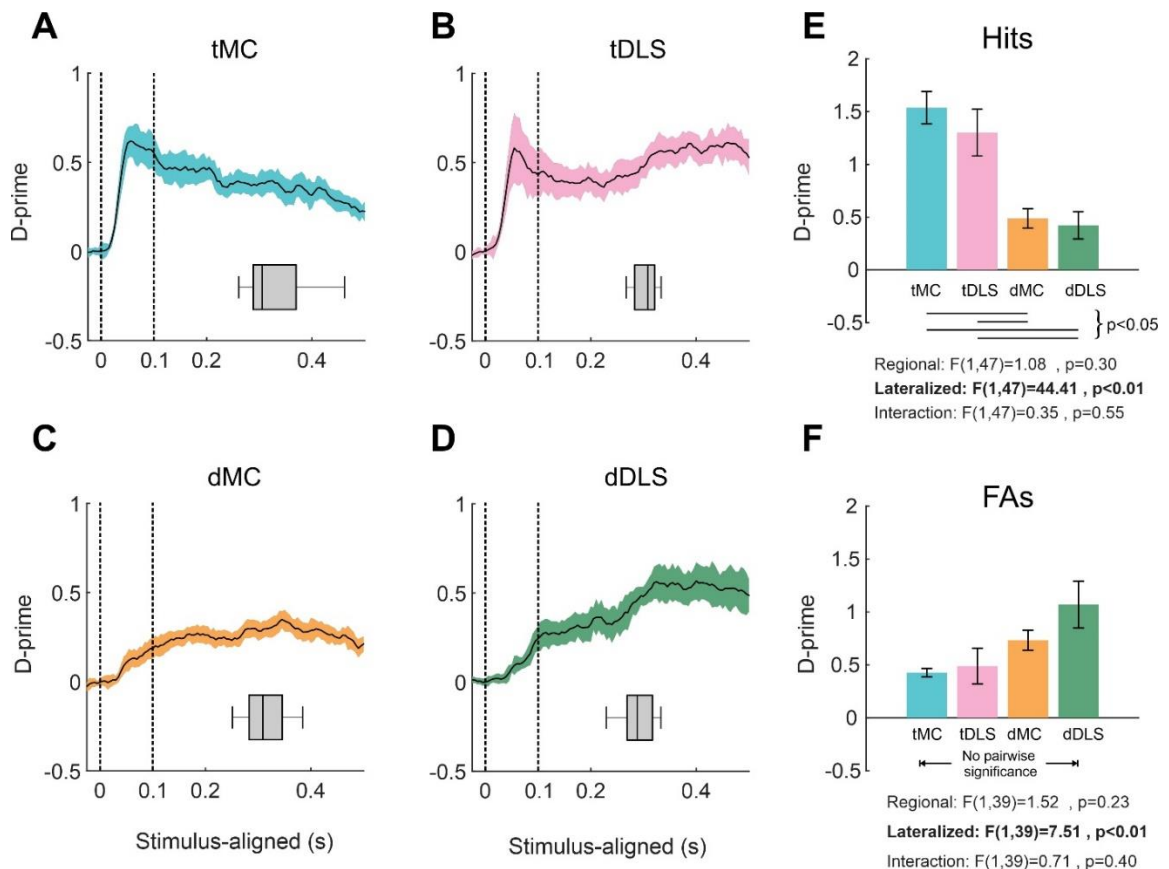 A
tMC
D-prime
1
0.5
0
-0.5
0
0.1
0.2
0.4
B
tDLS
D-prime
1
0.5
0
-0.5
0
0.1
0.2
0.4
C
dMC
D-prime
1
0.5
0
-0.5
0
0.1
0.2
0.4
Stimulus-aligned (s)
D
dDLS
D-prime
1
0.5
0
-0.5
0
0.1
0.2
0.4
Stimulus-aligned (s)
E
Hits
D-prime
2
1.5
1
0.5
0
-0.5
tMC tDLS dMC dDLS
p<0.05
Regional: F(1,47)=1.08 , p=0.30
Lateralized: F(1,47)=44.41 , p<0.01
Interaction: F(1,47)=0.35 , p=0.55
F
FAs
D-prime
2
1.5
1
0.5
0
-0.5
tMC tDLS dMC dDLS
No pairwise
significance
Regional: F(1,39)=1.52 , p=0.23
Lateralized: F(1,39)=7.51 , p<0.01
Interaction: F(1,39)=0.71 , p=0.40